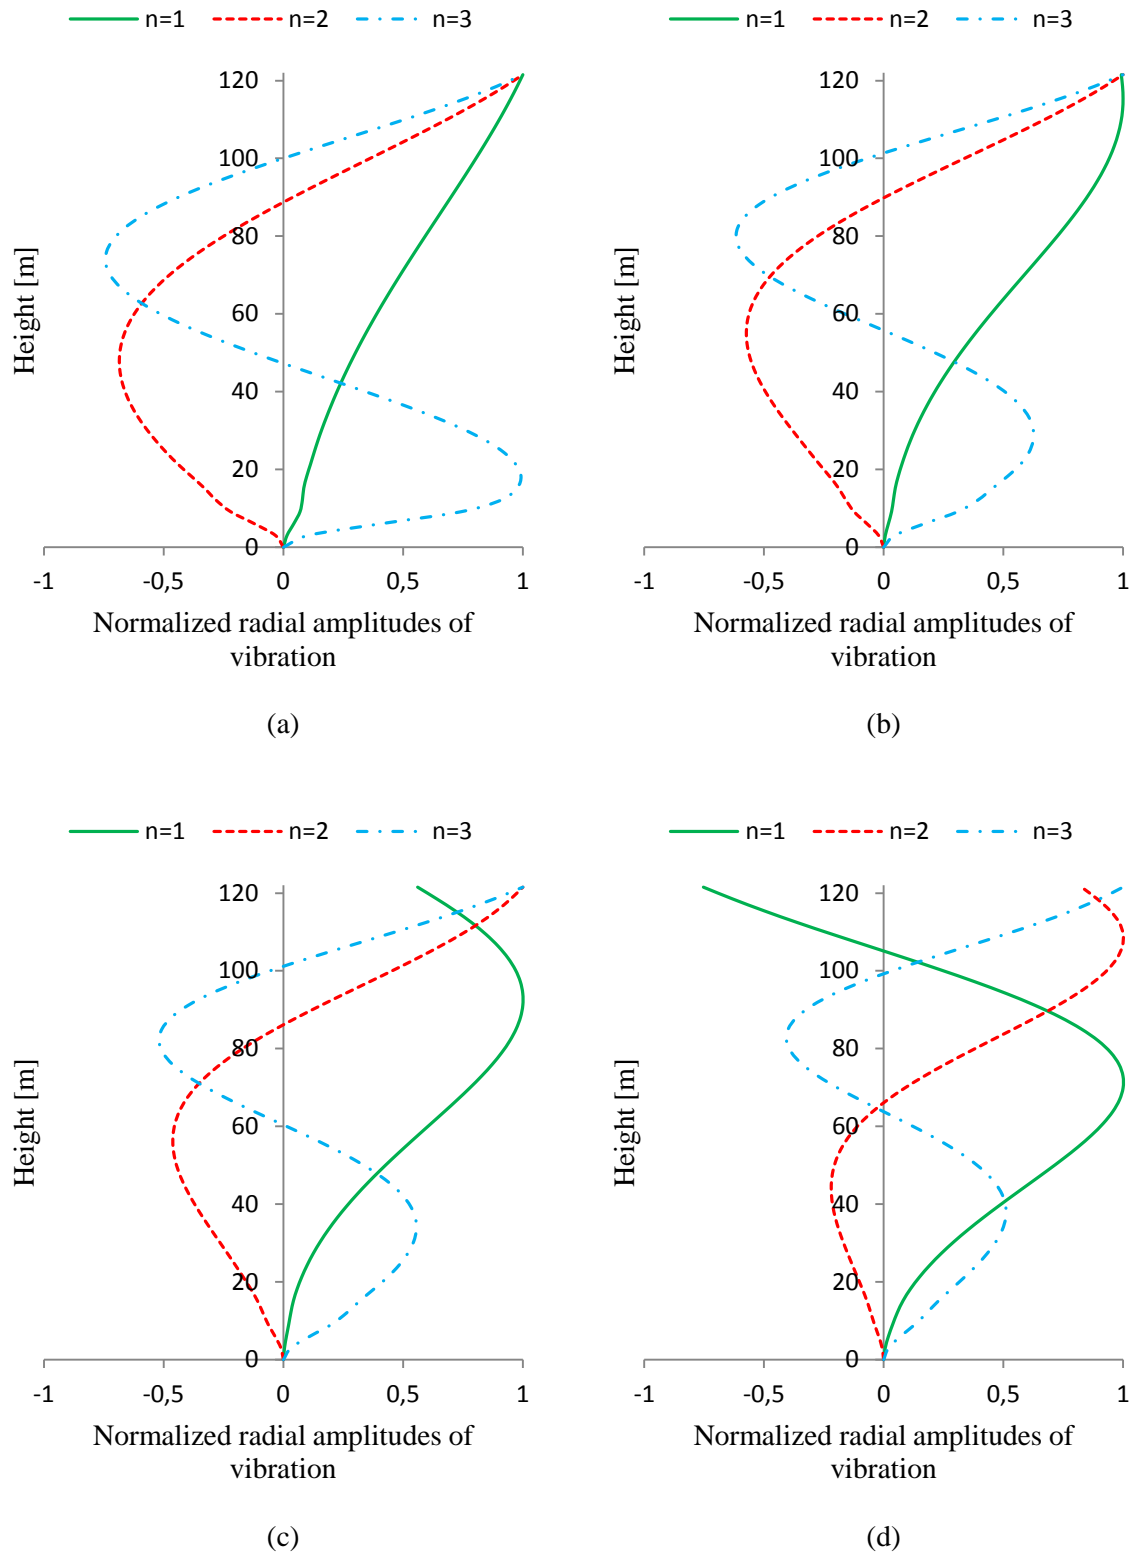 n=1 n=2 n=3
120
100
80
60
40
20
0
Height [m]
-1 -0,5 0 0,5 1
Normalized radial amplitudes of
vibration
(a)
n=1 n=2 n=3
120
100
80
60
40
20
0
Height [m]
-1 -0,5 0 0,5 1
Normalized radial amplitudes of
vibration
(b)
n=1 n=2 n=3
120
100
80
60
40
20
0
Height [m]
-1 -0,5 0 0,5 1
Normalized radial amplitudes of
vibration
(c)
n=1 n=2 n=3
120
100
80
60
40
20
0
Height [m]
-1 -0,5 0 0,5 1
Normalized radial amplitudes of
vibration
(d)